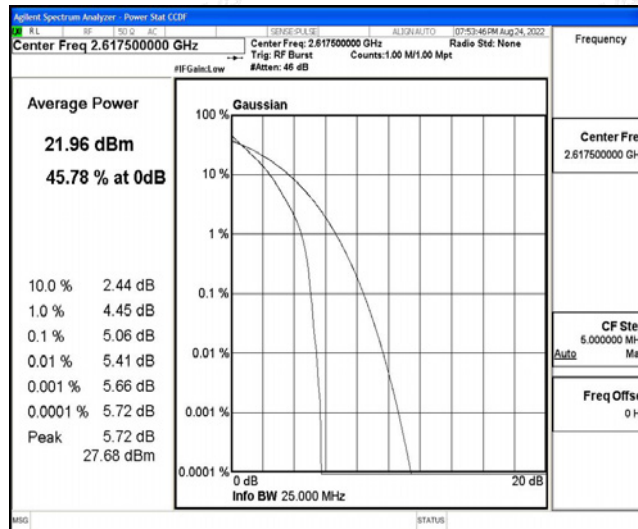 Agilent Spectrum Analyzer - Power Stat CCDF
RL RF 50 Ω AC SENSE:PULSE ALIGN AUTO 07:53:46 PM Aug 24, 2022
Center Freq 2.617500000 GHz
Center Freq: 2.617500000 GHz Radio Std: None
Trig: RF Burst Counts:1.00 M/1.00 Mpt
#IFGain:Low #Atten: 46 dB
Frequency
Average Power
21.96 dBm
45.78 % at 0dB
10.0 % 2.44 dB
1.0 % 4.45 dB
0.1 % 5.06 dB
0.01 % 5.41 dB
0.001 % 5.66 dB
0.0001 % 5.72 dB
Peak 5.72 dB
27.68 dBm
Gaussian
100 %
10 %
1 %
0.1 %
0.01 %
0.001 %
0.0001 %
0 dB 20 dB
Info BW 25.000 MHz
Center Fre
2.617500000 GH
CF Ste
5.000000 MH
Auto Ma
Freq Offse
0 H
MSG STATUS